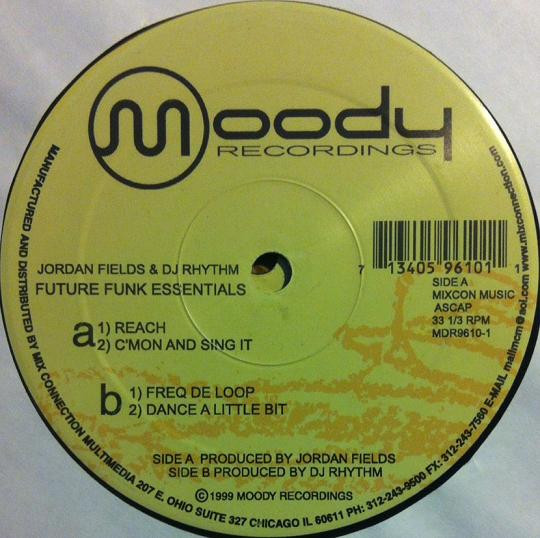 Moody
RECORDINGS
JORDAN FIELDS & DJ RHYTHM
FUTURE FUNK ESSENTIALS
a 1) REACH
2) C'MON AND SING IT
b 1) FREQ DE LOOP
2) DANCE A LITTLE BIT
7 13405 96101 1
SIDE A
MIXCON MUSIC
ASCAP
33 1/3 RPM
MDR9610-1
SIDE A PRODUCED BY JORDAN FIELDS
SIDE B PRODUCED BY DJ RHYTHM
©1999 MOODY RECORDINGS
MANUFACTURED AND DISTRIBUTED BY MIX CONNECTION MULTIMEDIA 207 E. OHIO SUITE 327 CHICAGO IL 60611 PH: 312-243-9500 FX: 312-243-7560 E-MAIL mailmcm@aol.com www.mixconnection.com